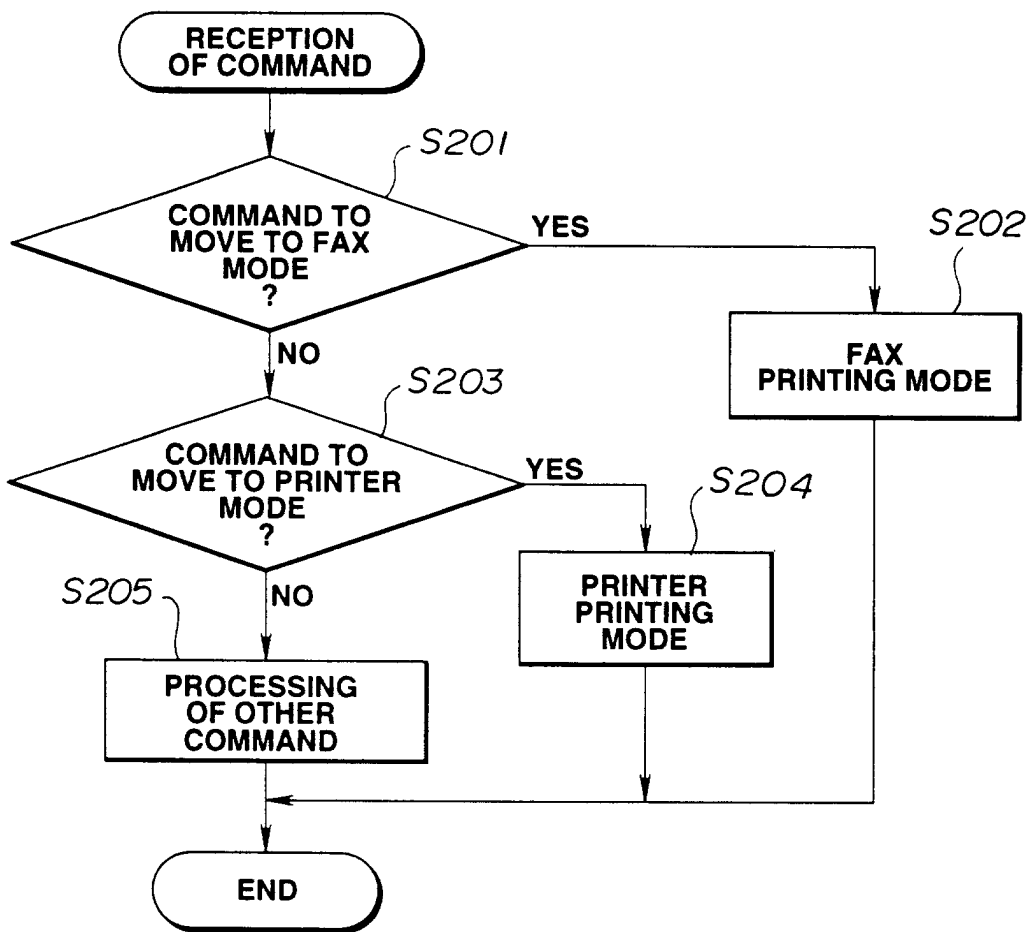 RECEPTION
OF COMMAND
S201
COMMAND TO
MOVE TO FAX
MODE
?
YES
S202
FAX
PRINTING MODE
NO
S203
COMMAND TO
MOVE TO PRINTER
MODE
?
YES
S204
PRINTER
PRINTING
MODE
NO
S205
PROCESSING
OF OTHER
COMMAND
END